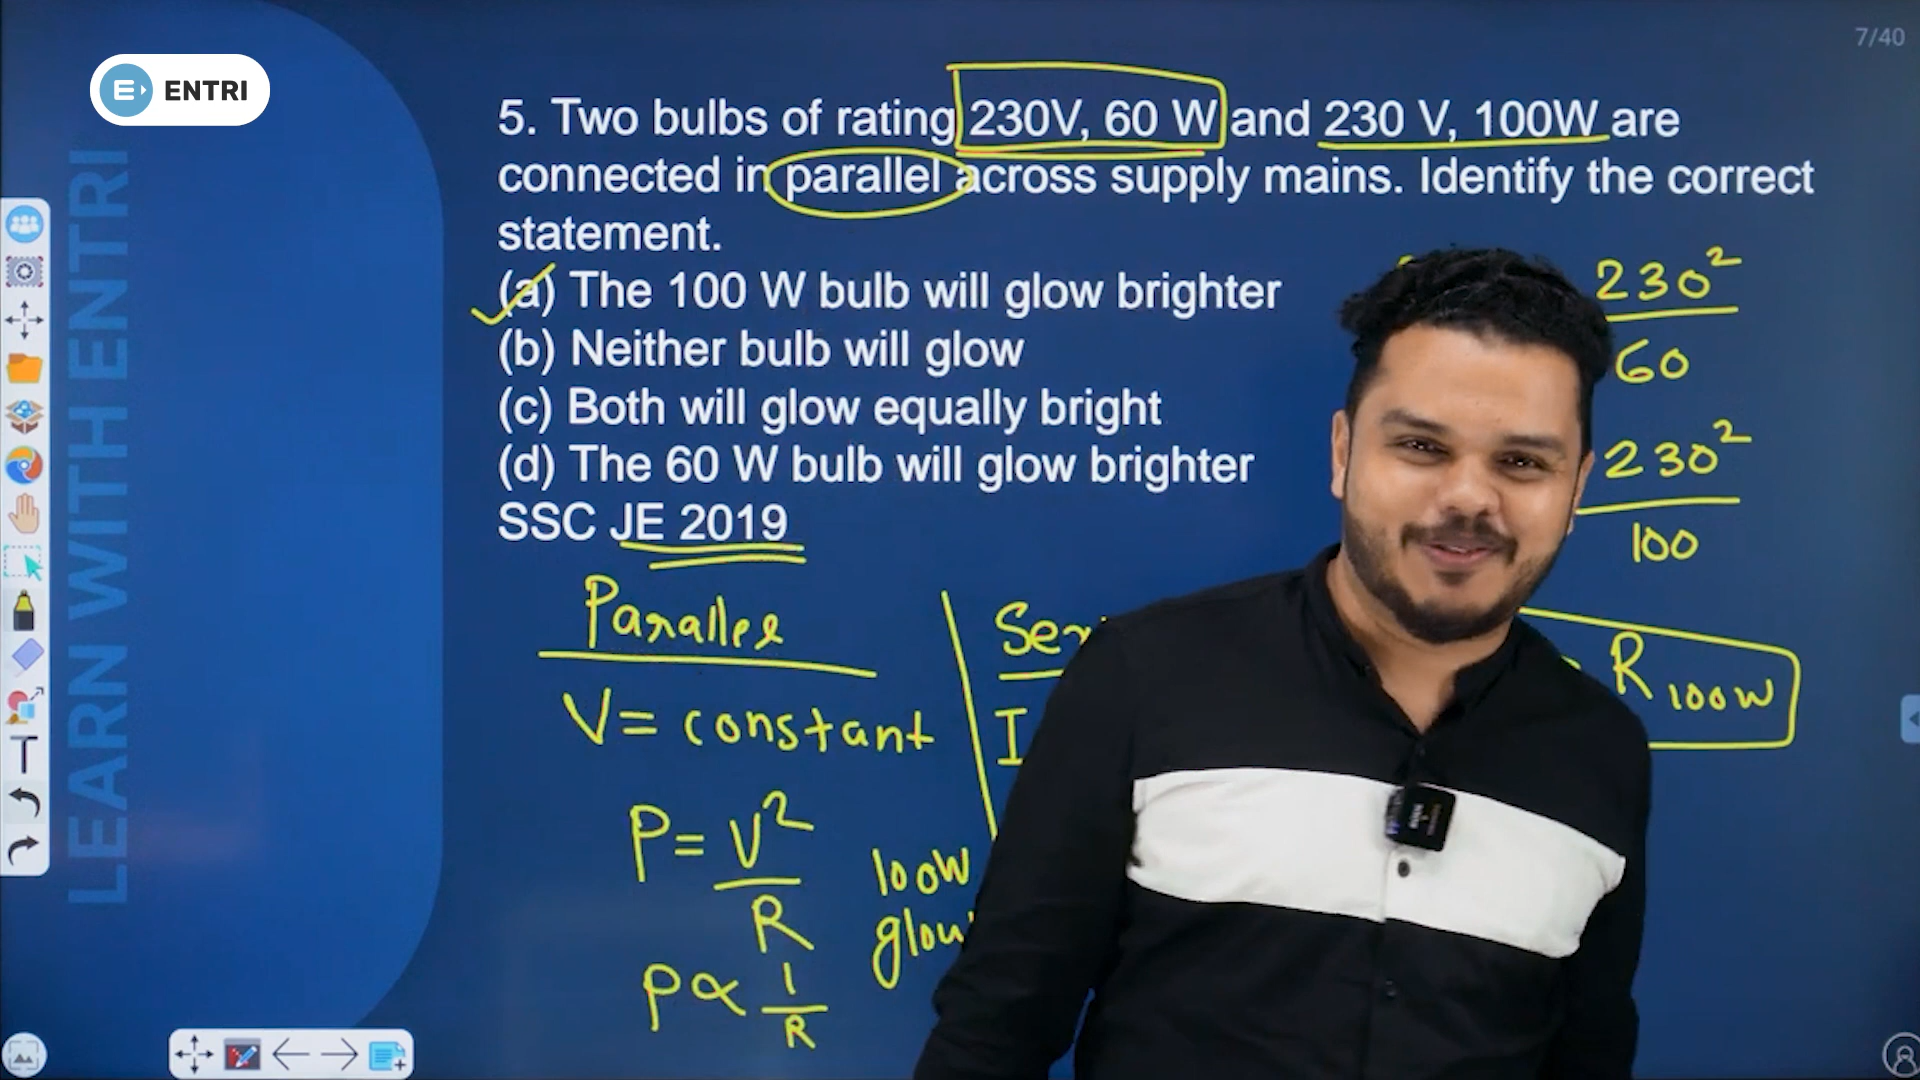 ENTRI
7/40
LEARN WITH ENTRI
5. Two bulbs of rating 230V, 60 W and 230 V, 100W are
connected in parallel across supply mains. Identify the correct
statement.
(a) The 100 W bulb will glow brighter
(b) Neither bulb will glow
(c) Both will glow equally bright
(d) The 60 W bulb will glow brighter
SSC JE 2019
230²
60
230²
100
R 100W
Parallel
V = constant
P = V²
R
P ∝ 1
R
100W
I
T